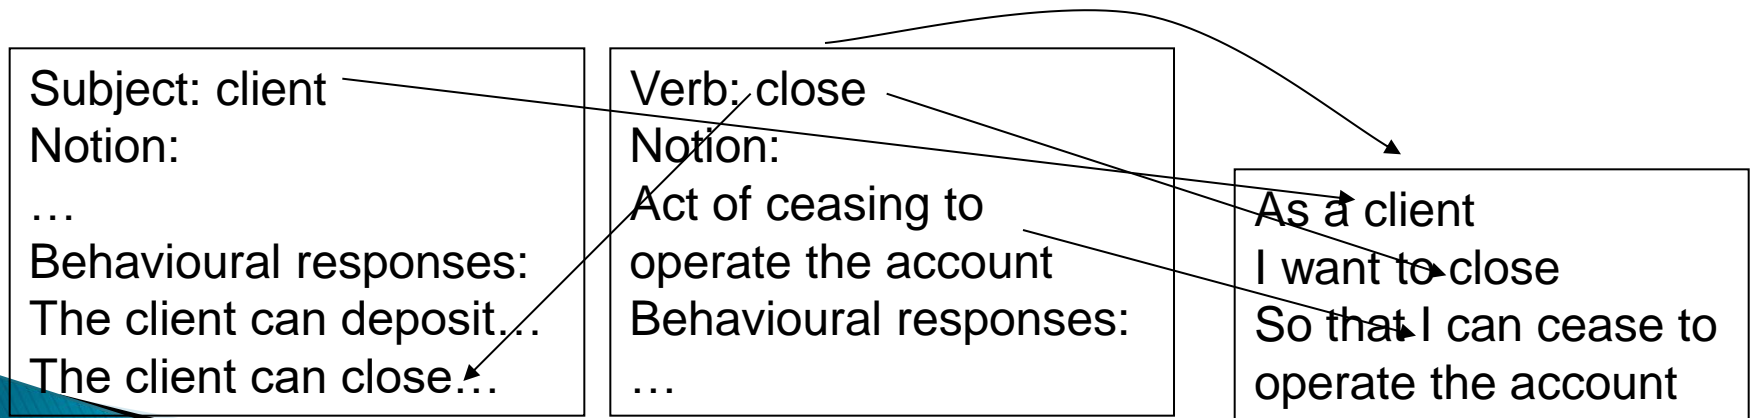 Subject: client
Notion:
…
Behavioural responses:
The client can deposit…
The client can close…
Verb: close
Notion:
Act of ceasing to
operate the account
Behavioural responses:
…
As a client
I want to close
So that I can cease to
operate the account